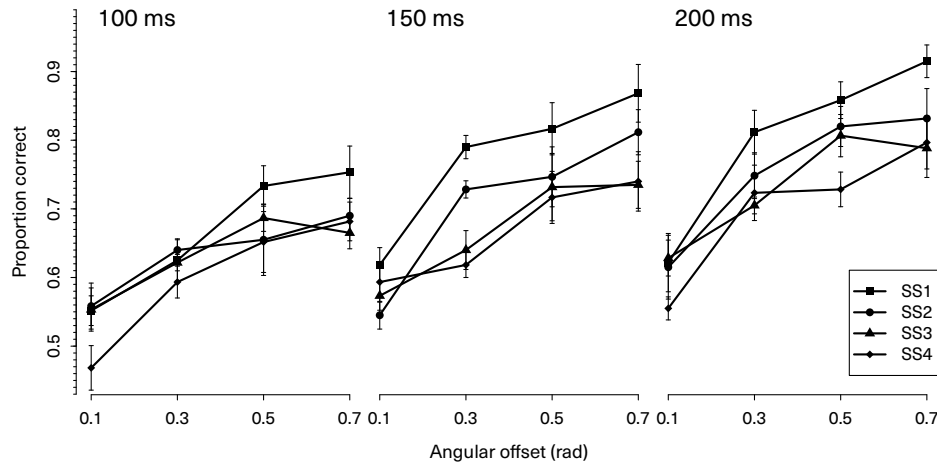 100 ms 150 ms 200 ms
Proportion correct
0.9
0.8
0.7
0.6
0.5
0.1 0.3 0.5 0.7 0.1 0.3 0.5 0.7 0.1 0.3 0.5 0.7
Angular offset (rad)
SS1
SS2
SS3
SS4